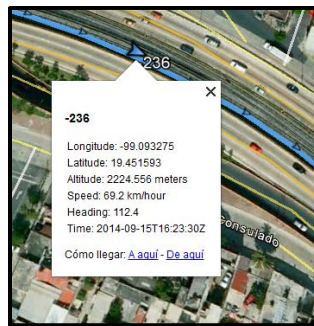 236
-236
Longitude: -99.093275
Latitude: 19.451593
Altitude: 2224.556 meters
Speed: 69.2 km/hour
Heading: 112.4
Time: 2014-09-15T16:23:30Z
Cómo llegar: A aquí - De aquí
consulado